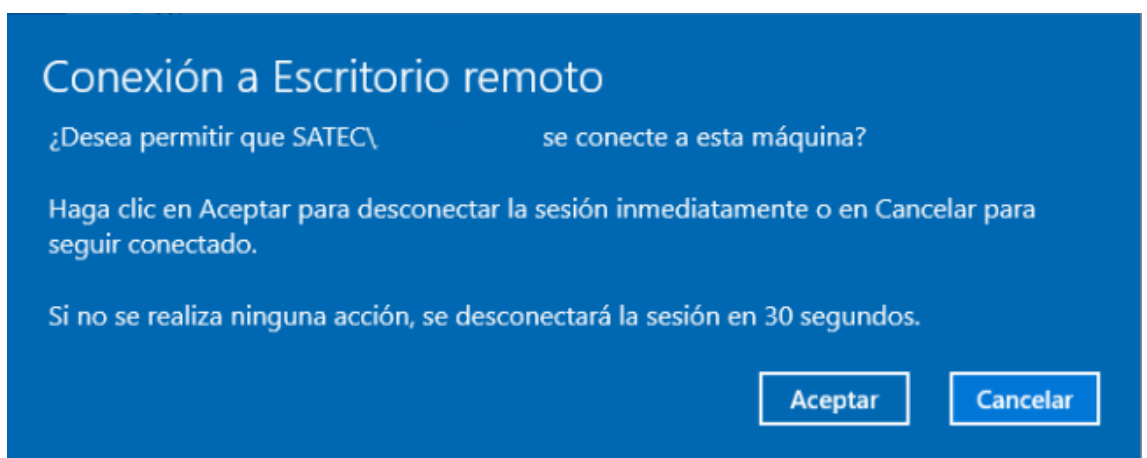 Conexión a Escritorio remoto
¿Desea permitir que SATEC\ se conecte a esta máquina?
Haga clic en Aceptar para desconectar la sesión inmediatamente o en Cancelar para
seguir conectado.
Si no se realiza ninguna acción, se desconectará la sesión en 30 segundos.
Aceptar Cancelar